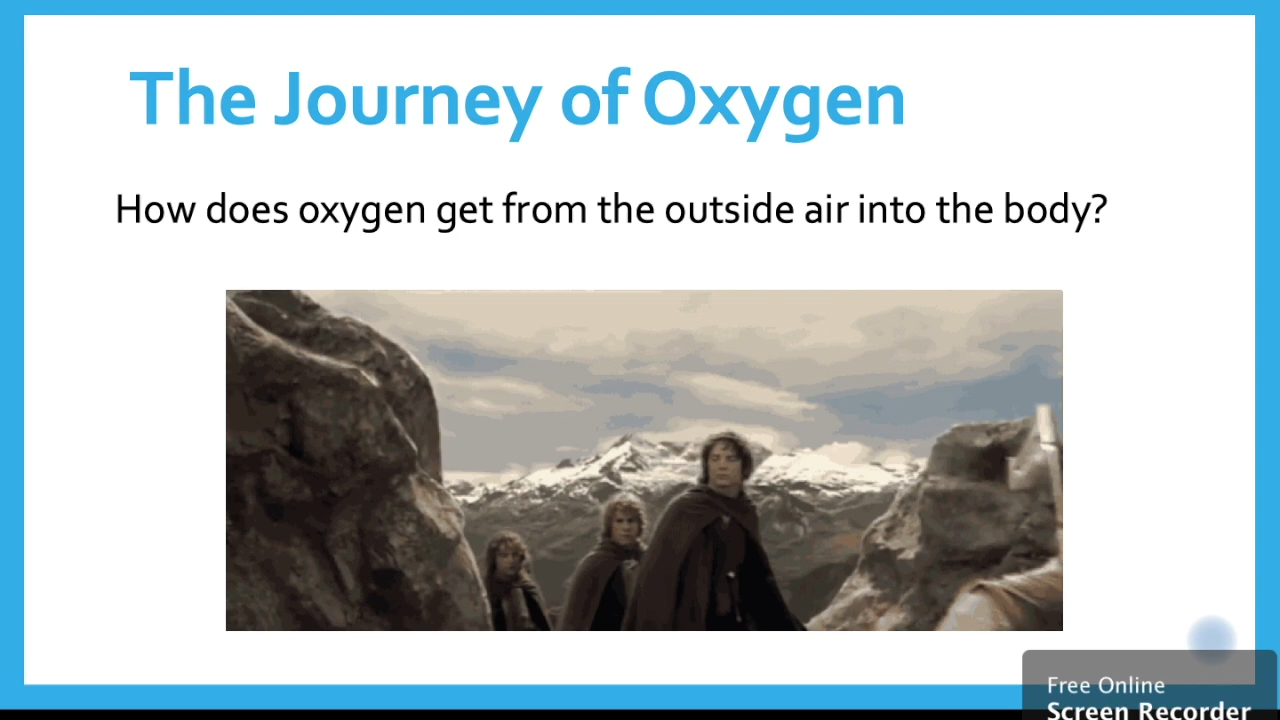 The Journey of Oxygen
How does oxygen get from the outside air into the body?
Free Online
Screen Recorder